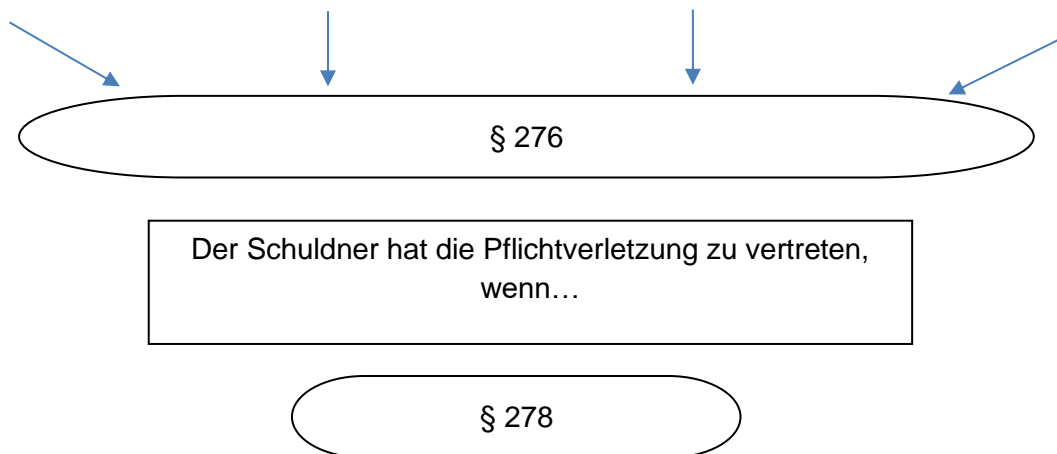 § 276
Der Schuldner hat die Pflichtverletzung zu vertreten,
wenn…
§ 278